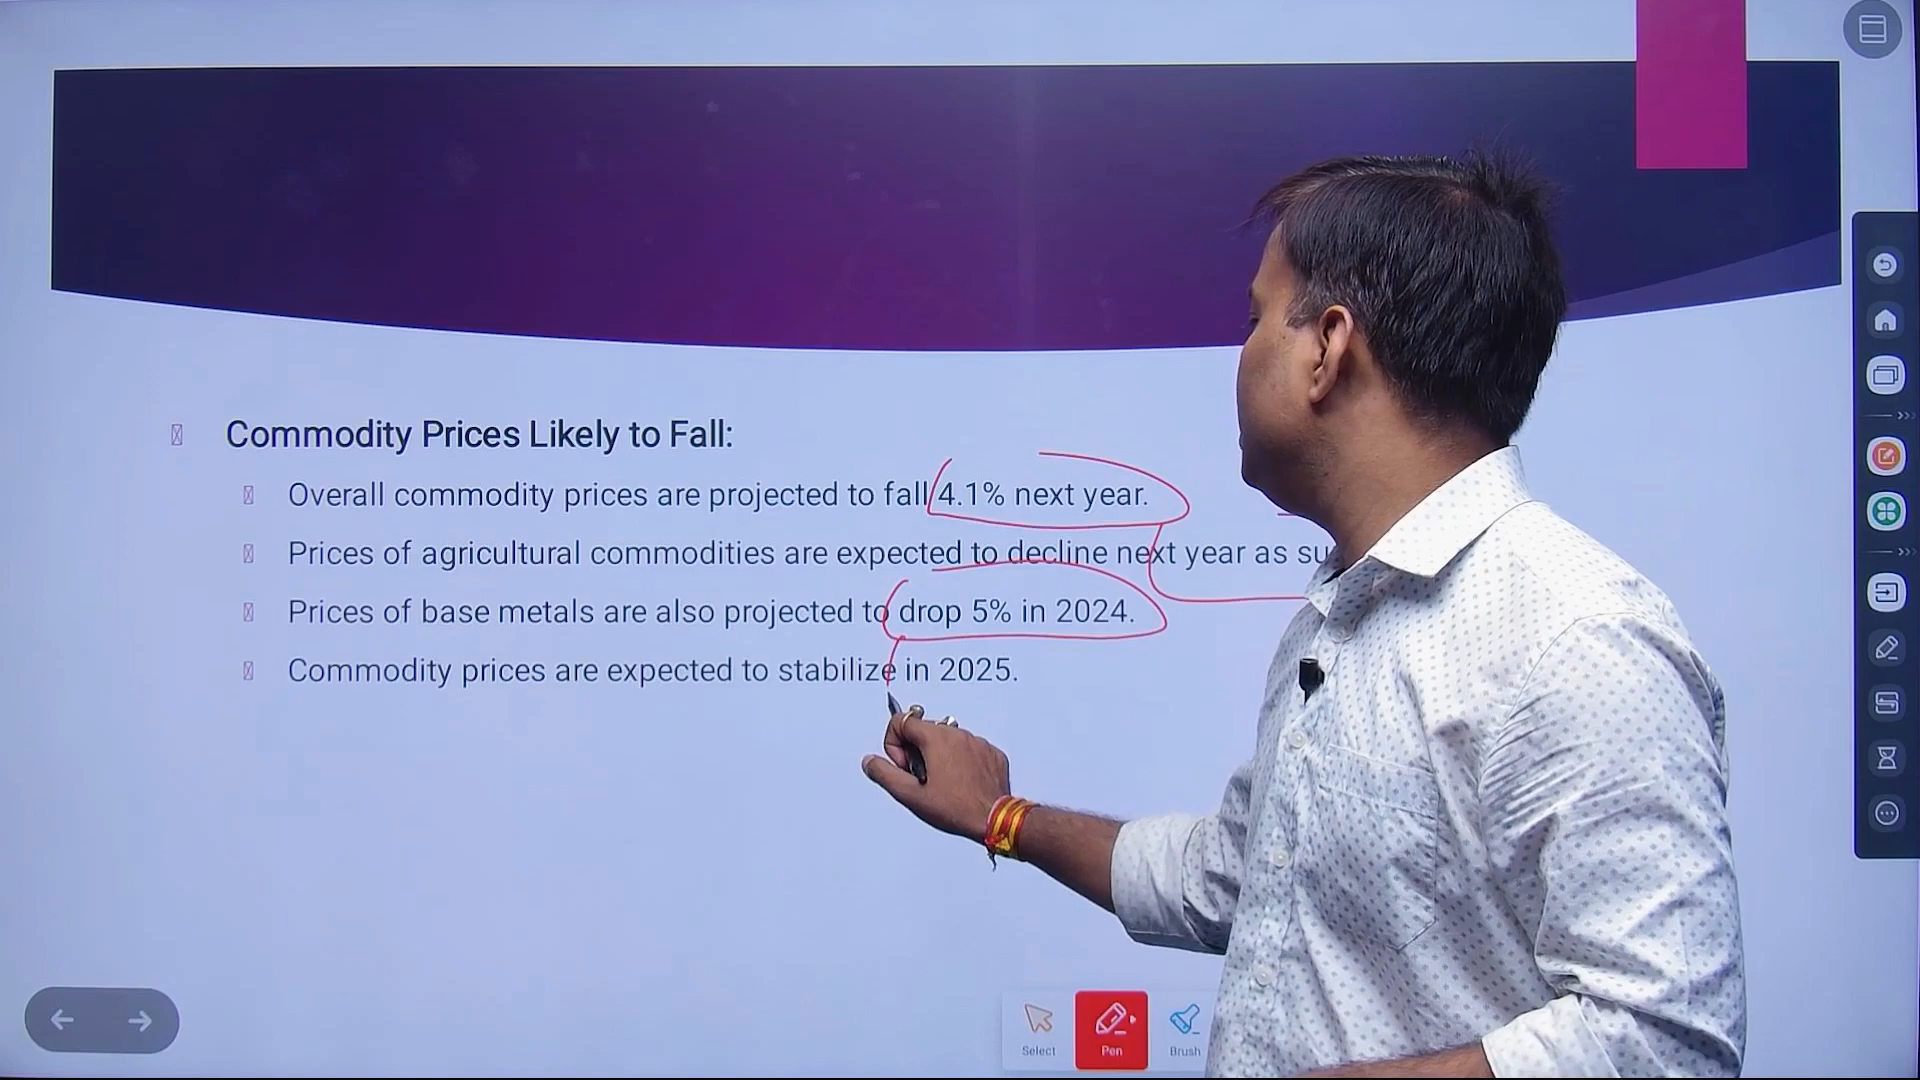 Commodity Prices Likely to Fall:
Overall commodity prices are projected to fall 4.1% next year.
Prices of agricultural commodities are expected to decline next year as
Prices of base metals are also projected to drop 5% in 2024.
Commodity prices are expected to stabilize in 2025.
Select
Pen
Brush